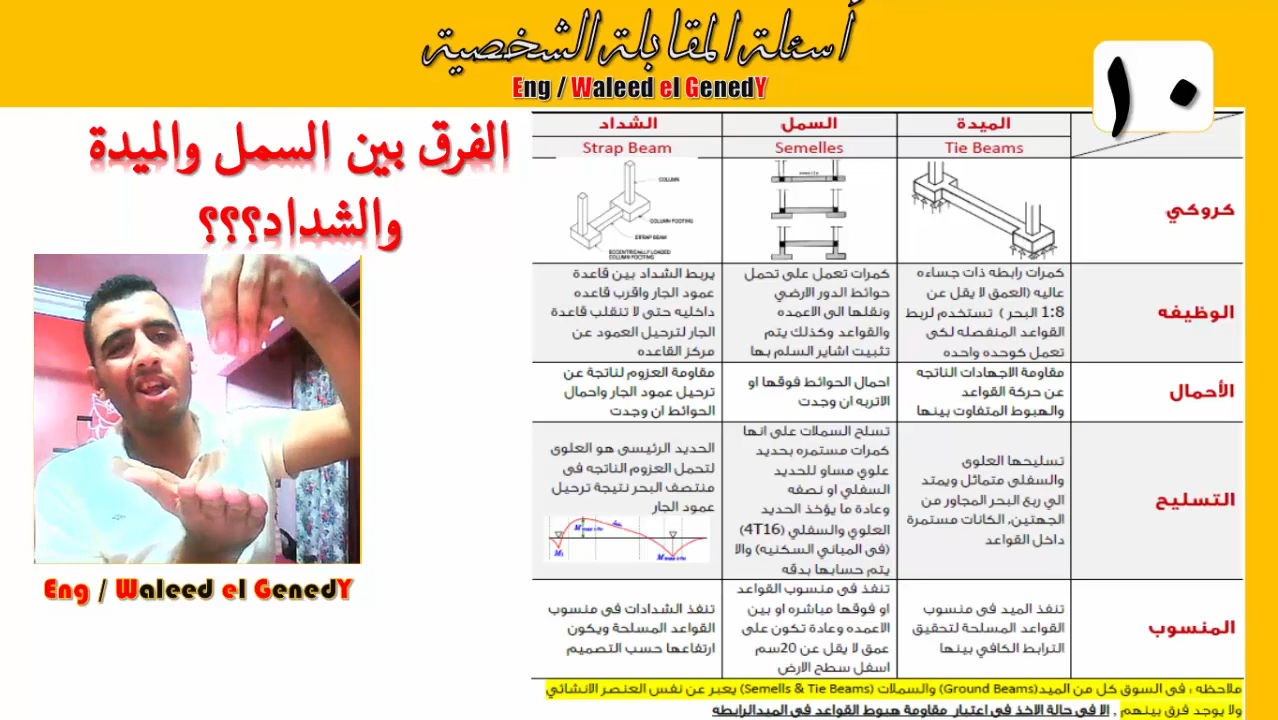 أسئلة المقابلة الشخصية
Eng / Waleed el GenedY
١٠
الفرق بين السمل والميدة
والشداد؟؟؟
Eng / Waleed el GenedY
الميدة
السمل
الشداد
Tie Beams
Semelles
Strap Beam
كروكي
COLUMN
COLUMN FOOTING
STRAP BEAM
ECCENTRICALLY LOADED
COLUMN FOOTING
الوظيفه
كمرات رابطه ذات جساءه
عاليه (العمق لا يقل عن
1:8 البحر ) تستخدم لربط
القواعد المنفصله لكى
تعمل كوحده واحده
كمرات تعمل على تحمل
حوائط الدور الارضي
ونقلها الى الاعمده
والقواعد وكذلك يتم
تثبيت اشاير السلم بها
يربط الشداد بين قاعدة
عمود الجار واقرب قاعده
داخليه حتى لا تنقلب قاعدة
الجار لترحيل العمود عن
مركز القاعده
الأحمال
مقاومة الاجهادات الناتجه
عن حركة القواعد
والهبوط المتفاوت بينها
احمال الحوائط فوقها او
الاتربه ان وجدت
مقاومة العزوم لناتجة عن
ترحيل عمود الجار واحمال
الحوائط ان وجدت
التسليح
تسليحها العلوى
والسفلى متماثل ويمتد
الي ربع البحر المجاور من
الجهتين, الكانات مستمرة
داخل القواعد
تسلح السملات على انها
كمرات مستمره بحديد
علوي مساو للحديد
السفلي او نصفه
وعادة ما يؤخذ الحديد
العلوي والسفلي (4T16)
(فى المباني السكنيه) والا
يتم حسابها بدقه
الحديد الرئيسى هو العلوى
لتحمل العزوم الناتجه فى
منتصف البحر نتيجة ترحيل
عمود الجار
المنسوب
تنفذ الميد فى منسوب
القواعد المسلحة لتحقيق
الترابط الكافي بينها
تنفذ فى منسوب القواعد
او فوقها مباشره او بين
الاعمده وعادة تكون على
عمق لا يقل عن 20سم
اسفل سطح الارض
تنفذ الشدادات فى منسوب
القواعد المسلحة ويكون
ارتفاعها حسب التصميم
ملاحظه : فى السوق كل من الميد(Ground Beams) والسملات (Semells & Tie Beams) يعبر عن نفس العنصر الانشائي
ولا يوجد فرق بينهم , الا فى حالة الاخذ فى اعتبار مقاومة هبوط القواعد فى الميدالرابطه